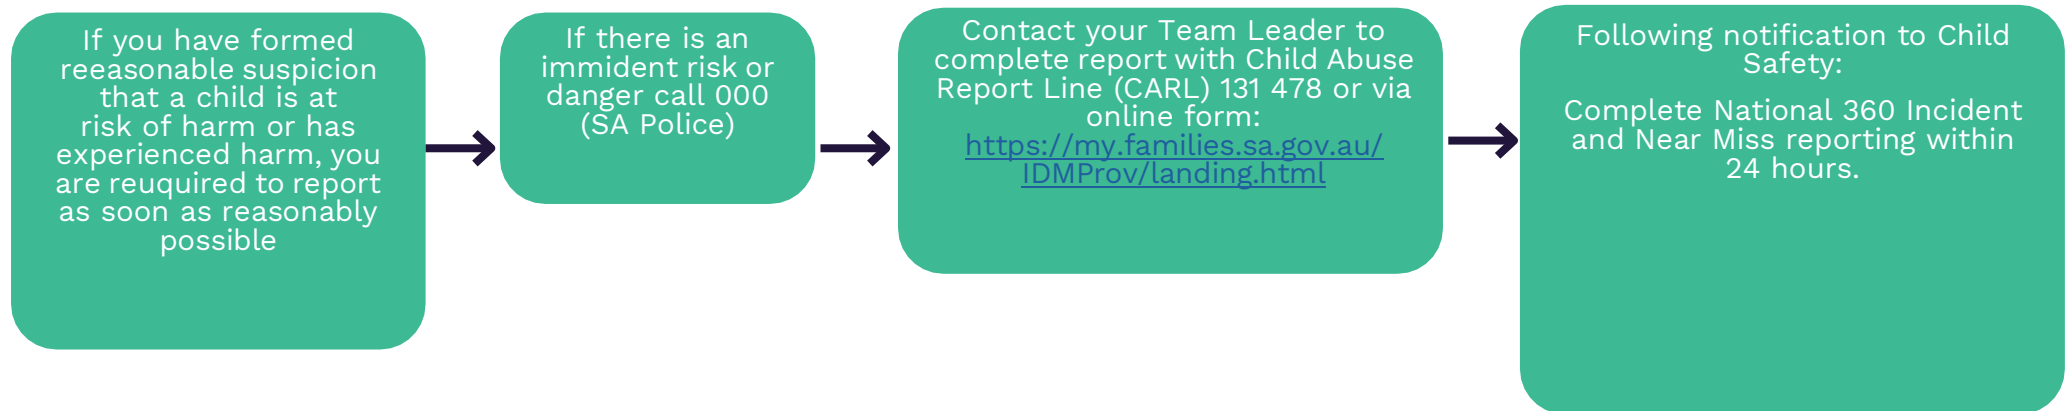 If you have formed
reeasonable suspicion
that a child is at
risk of harm or has
experienced harm, you
are reuquired to report
as soon as reasonably
possible
If there is an
immident risk or
danger call 000
(SA Police)
Contact your Team Leader to
complete report with Child Abuse
Report Line (CARL) 131 478 or via
online form:
https://my.families.sa.gov.au/
IDMProv/landing.html
Following notification to Child
Safety:
Complete National 360 Incident
and Near Miss reporting within
24 hours.